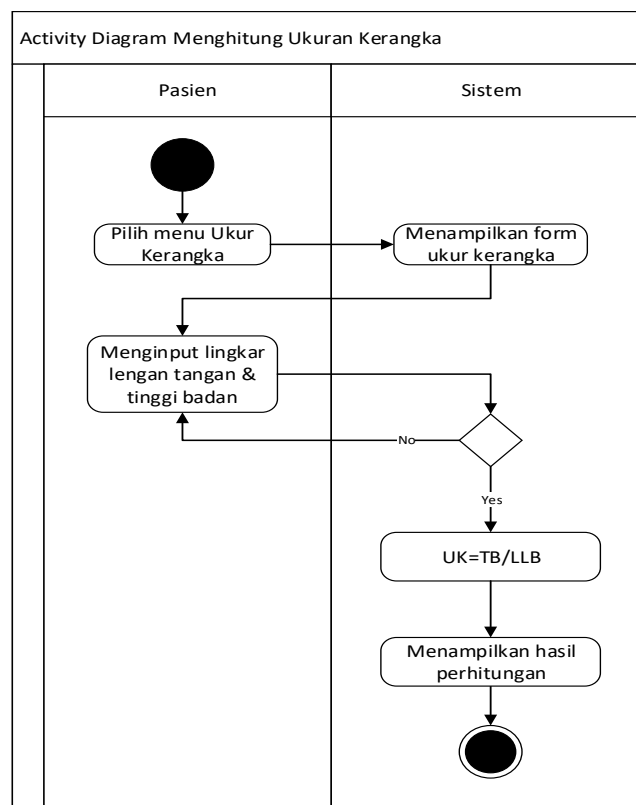 Activity Diagram Menghitung Ukuran Kerangka
Pasien
Sistem
Pilih menu Ukur
Kerangka
Menampilkan form
ukur kerangka
Menginput lingkar
lengan tangan &
tinggi badan
No
Yes
UK=TB/LLB
Menampilkan hasil
perhitungan